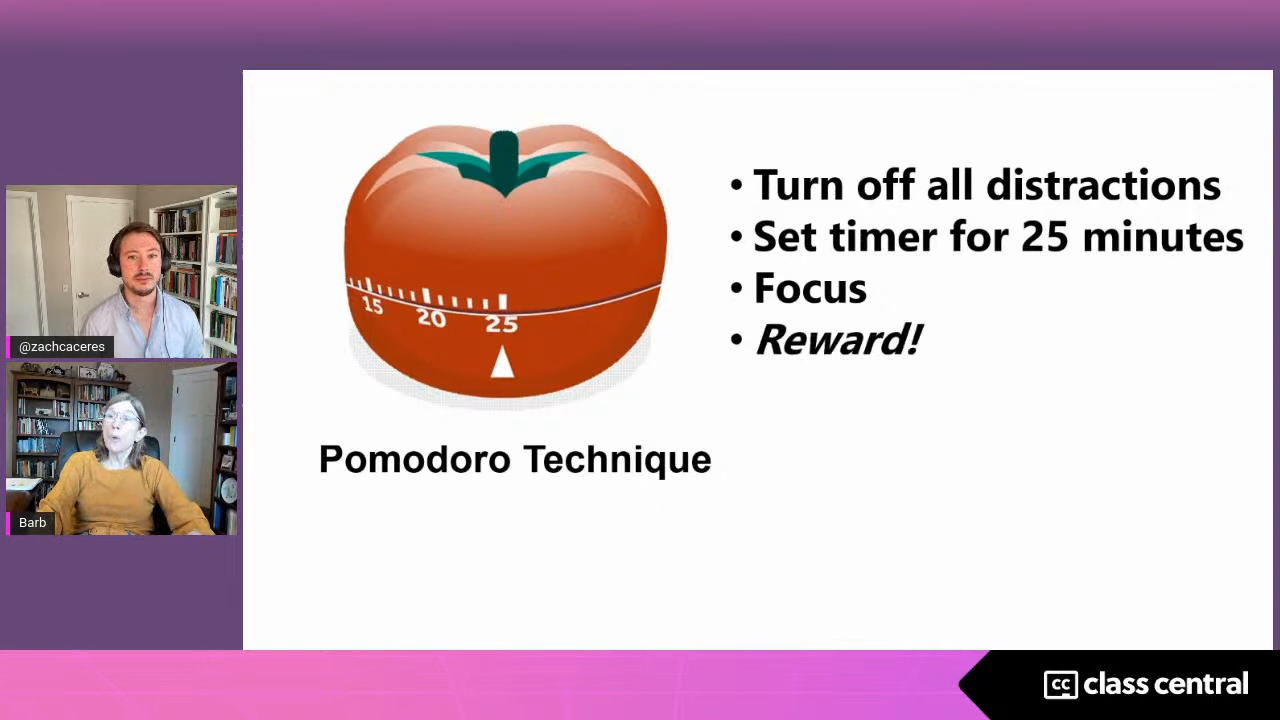 @zachcaceres
Barb
15 20 25
Pomodoro Technique
• Turn off all distractions
• Set timer for 25 minutes
• Focus
• Reward!
cc class central